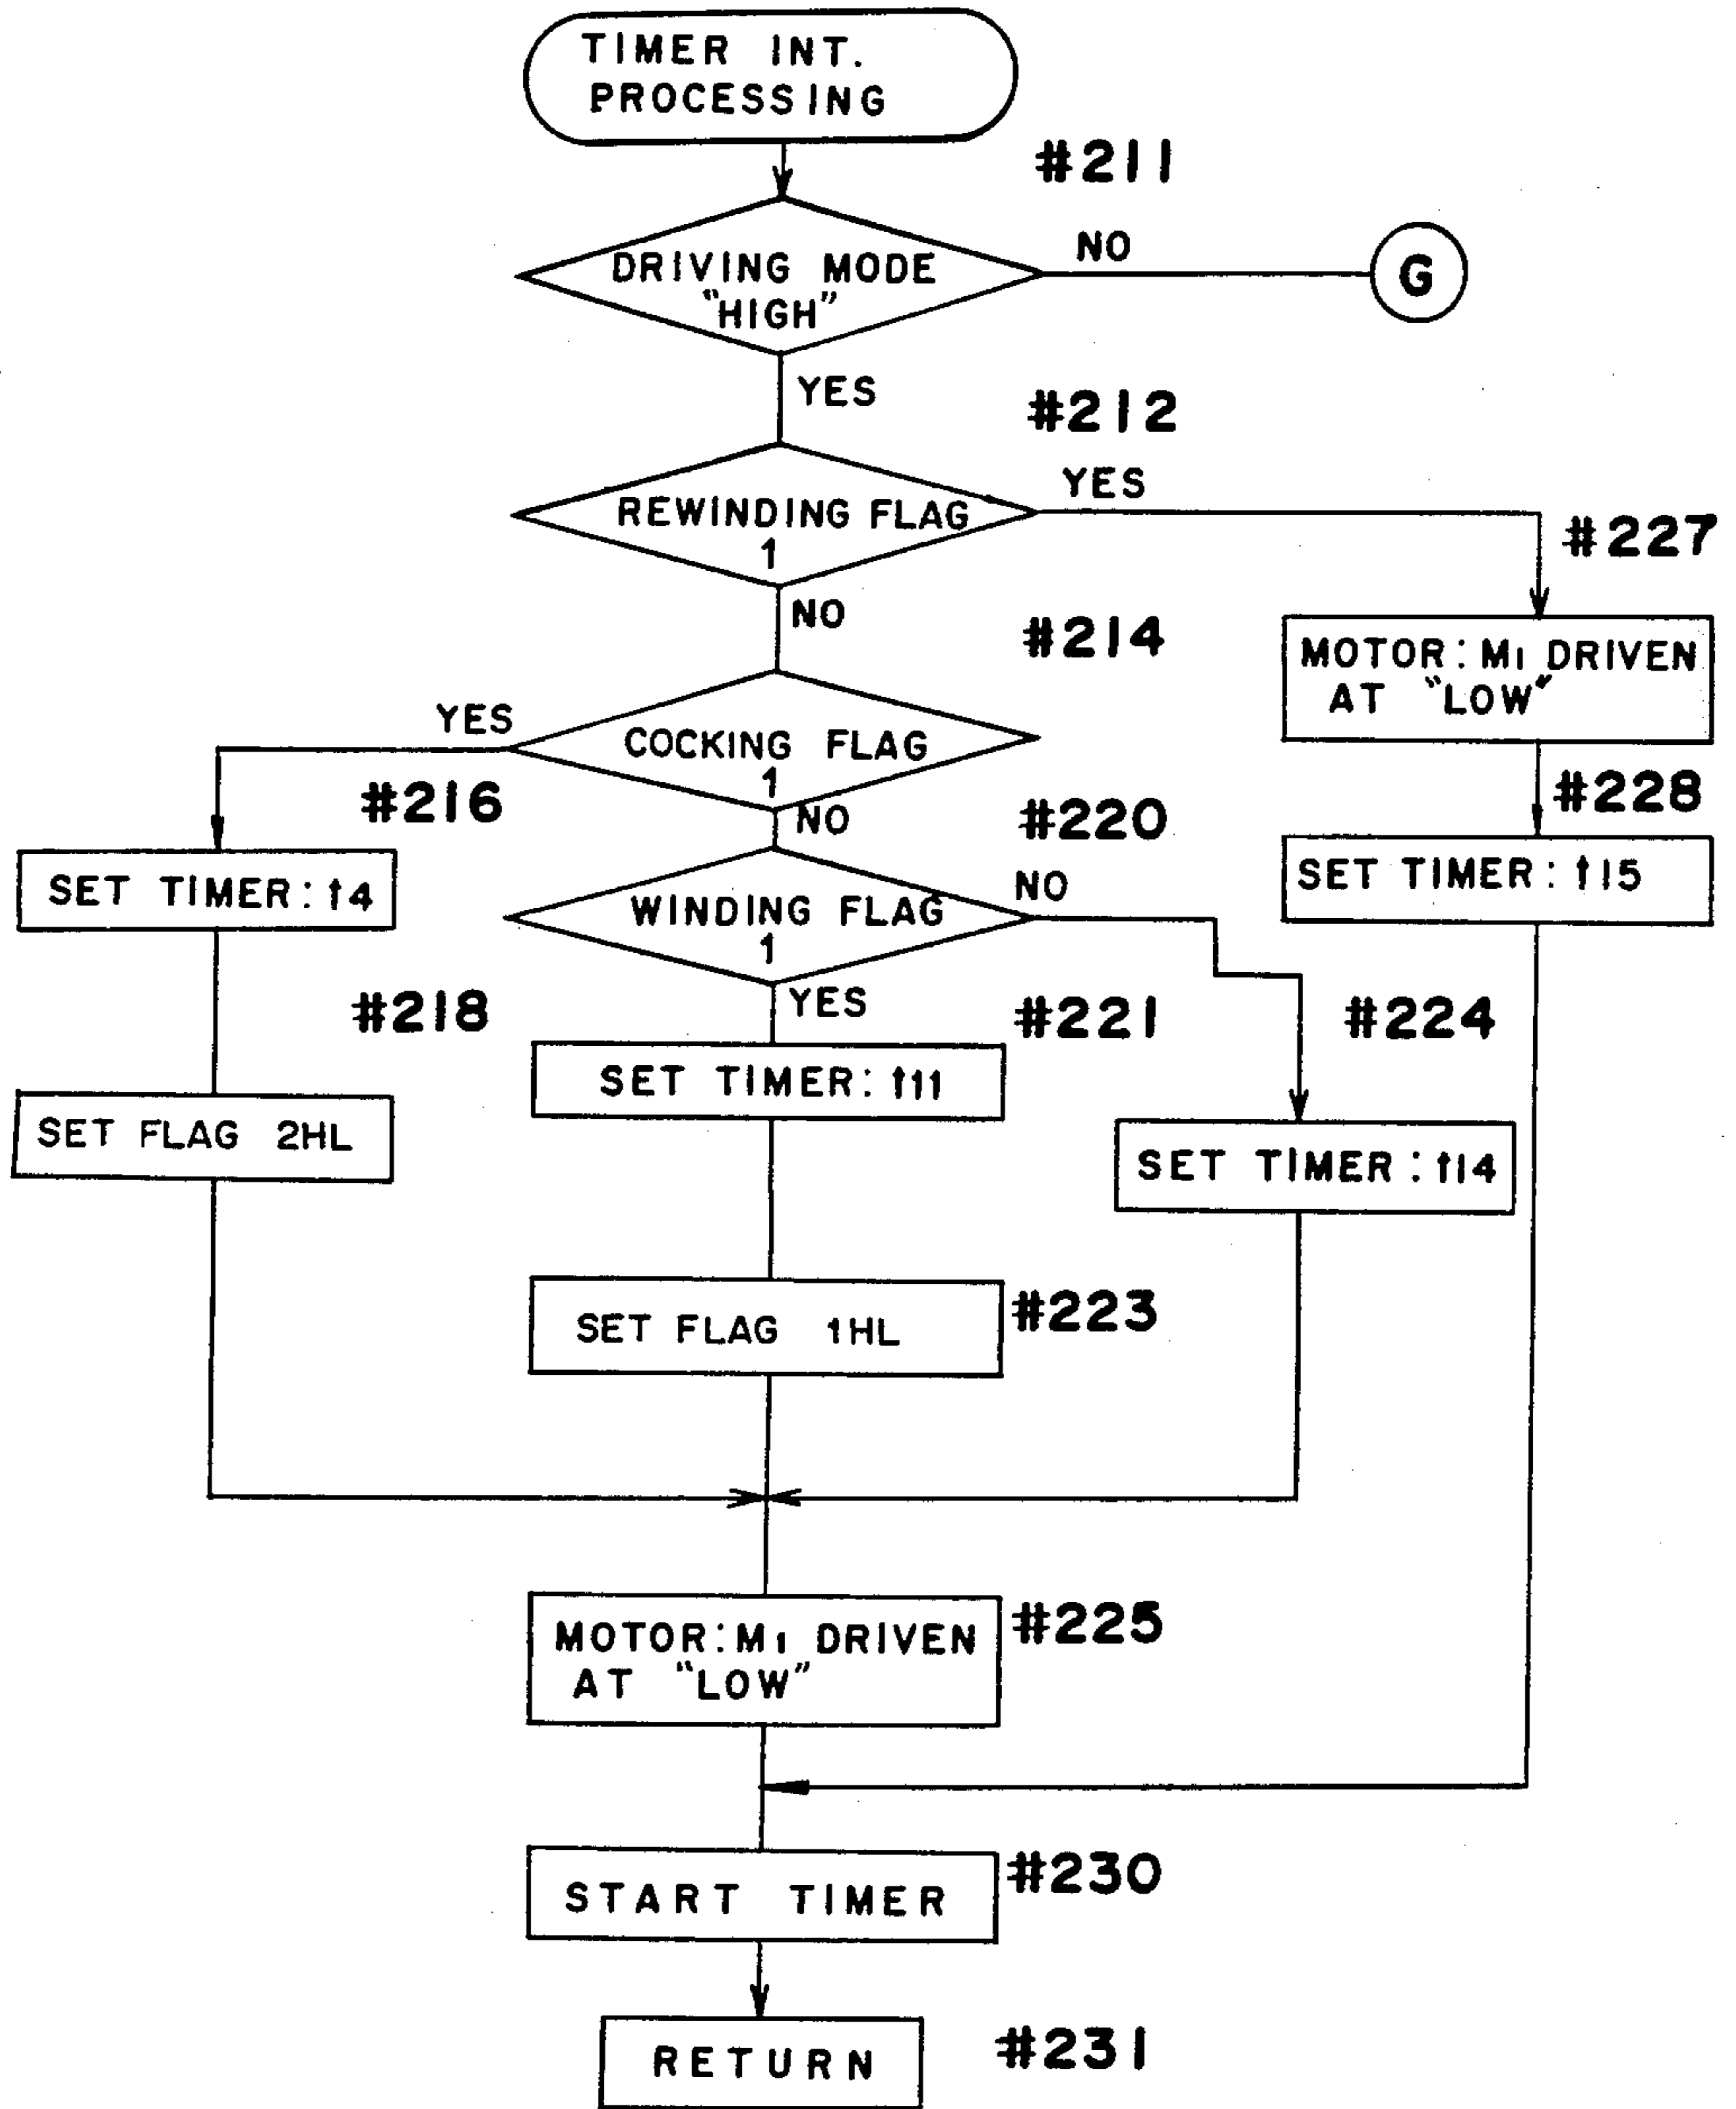 TIMER INT.
PROCESSING
#211
DRIVING MODE
"HIGH"
NO
G
YES
#212
REWINDING FLAG
1
YES
#227
NO
#214
MOTOR: M1 DRIVEN
AT "LOW"
YES
COCKING FLAG
1
#216
NO
#220
#228
SET TIMER: t4
WINDING FLAG
1
NO
SET TIMER: t15
YES
#218
#221
#224
SET TIMER: t11
SET FLAG 2HL
SET TIMER: t14
SET FLAG 1HL
#223
MOTOR: M1 DRIVEN
AT "LOW"
#225
START TIMER
#230
RETURN
#231